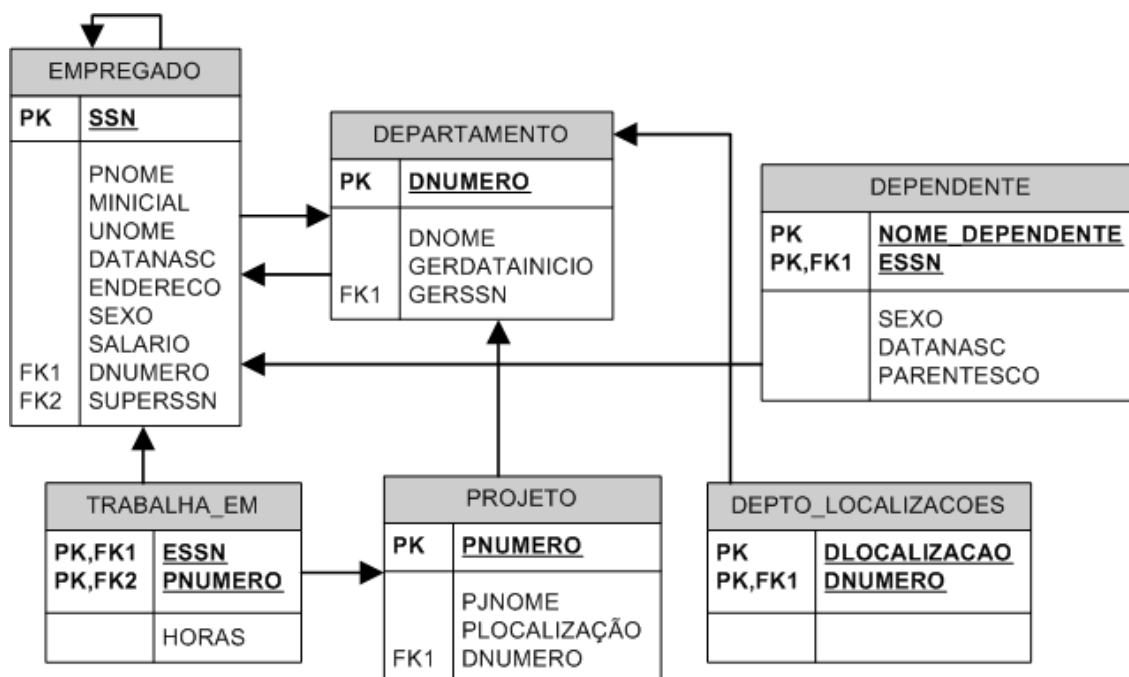 EMPREGADO
PK SSN
PNOME
MINICIAL
UNOME
DATANASC
ENDERECO
SEXO
SALARIO
FK1 DNUMERO
FK2 SUPERSSN
DEPARTAMENTO
PK DNUMERO
DNOME
GERDATAINICIO
FK1 GERSSN
DEPENDENTE
PK NOME_DEPENDENTE
PK,FK1 ESSN
SEXO
DATANASC
PARENTESCO
TRABALHA_EM
PK,FK1 ESSN
PK,FK2 PNUMERO
HORAS
PROJETO
PK PNUMERO
PJNOME
PLOCALIZAÇÃO
FK1 DNUMERO
DEPTO_LOCALIZACOES
PK DLOCALIZACAO
PK,FK1 DNUMERO